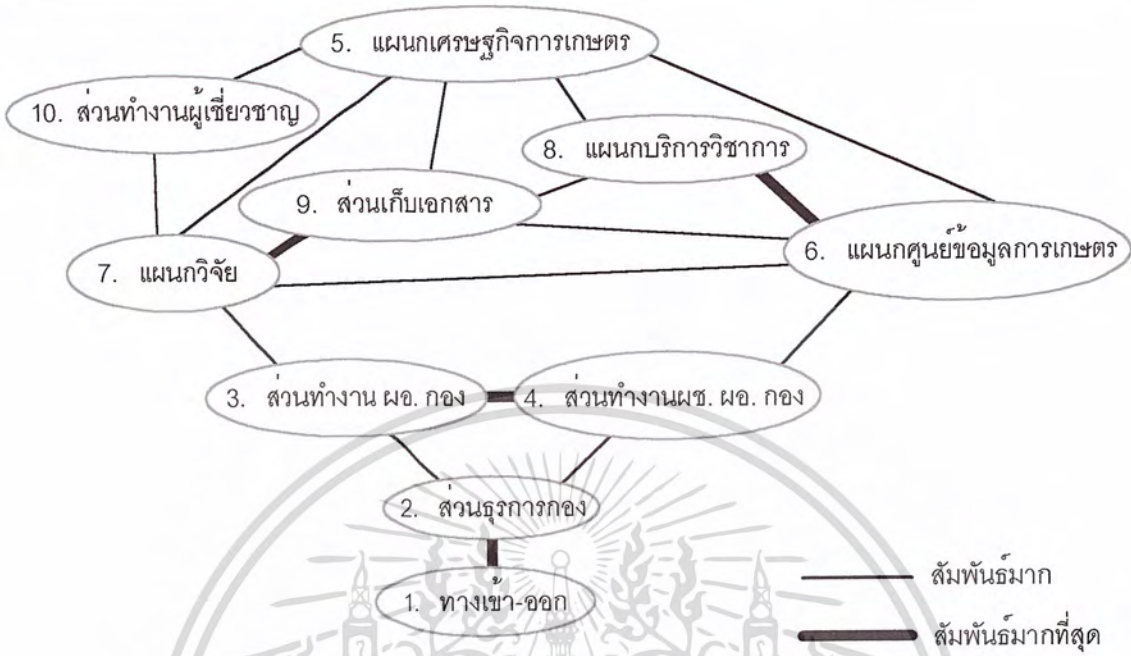 5. แผนกเศรษฐกิจการเกษตร
10. ส่วนทำงานผู้เชี่ยวชาญ
8. แผนกบริการวิชาการ
9. ส่วนเก็บเอกสาร
6. แผนกศูนย์ข้อมูลการเกษตร
7. แผนกวิจัย
3. ส่วนทำงาน ผอ. กอง
4. ส่วนทำงานผช. ผอ. กอง
2. ส่วนธุรการกอง
1. ทางเข้า-ออก
สัมพันธ์มาก
สัมพันธ์มากที่สุด